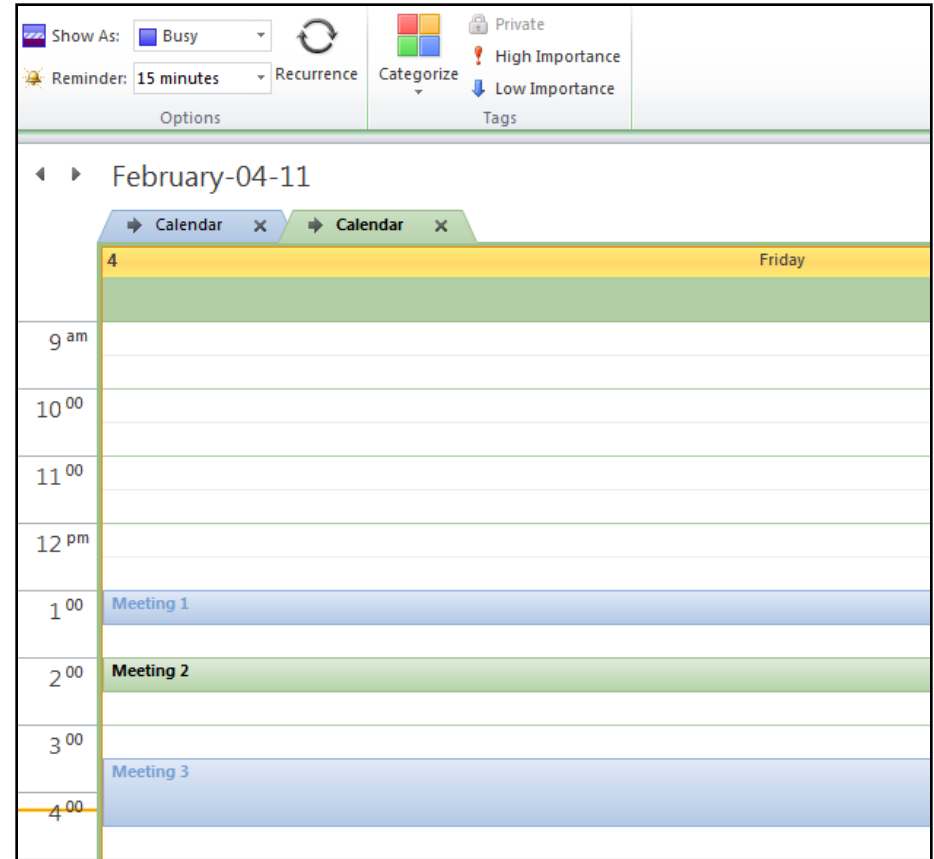 Show As: Busy
Reminder: 15 minutes
Recurrence
Options
Categorize
Private
High Importance
Low Importance
Tags
February-04-11
Calendar
Calendar
4 Friday
9 am
10 00
11 00
12 pm
1 00 Meeting 1
2 00 Meeting 2
3 00
Meeting 3
4 00